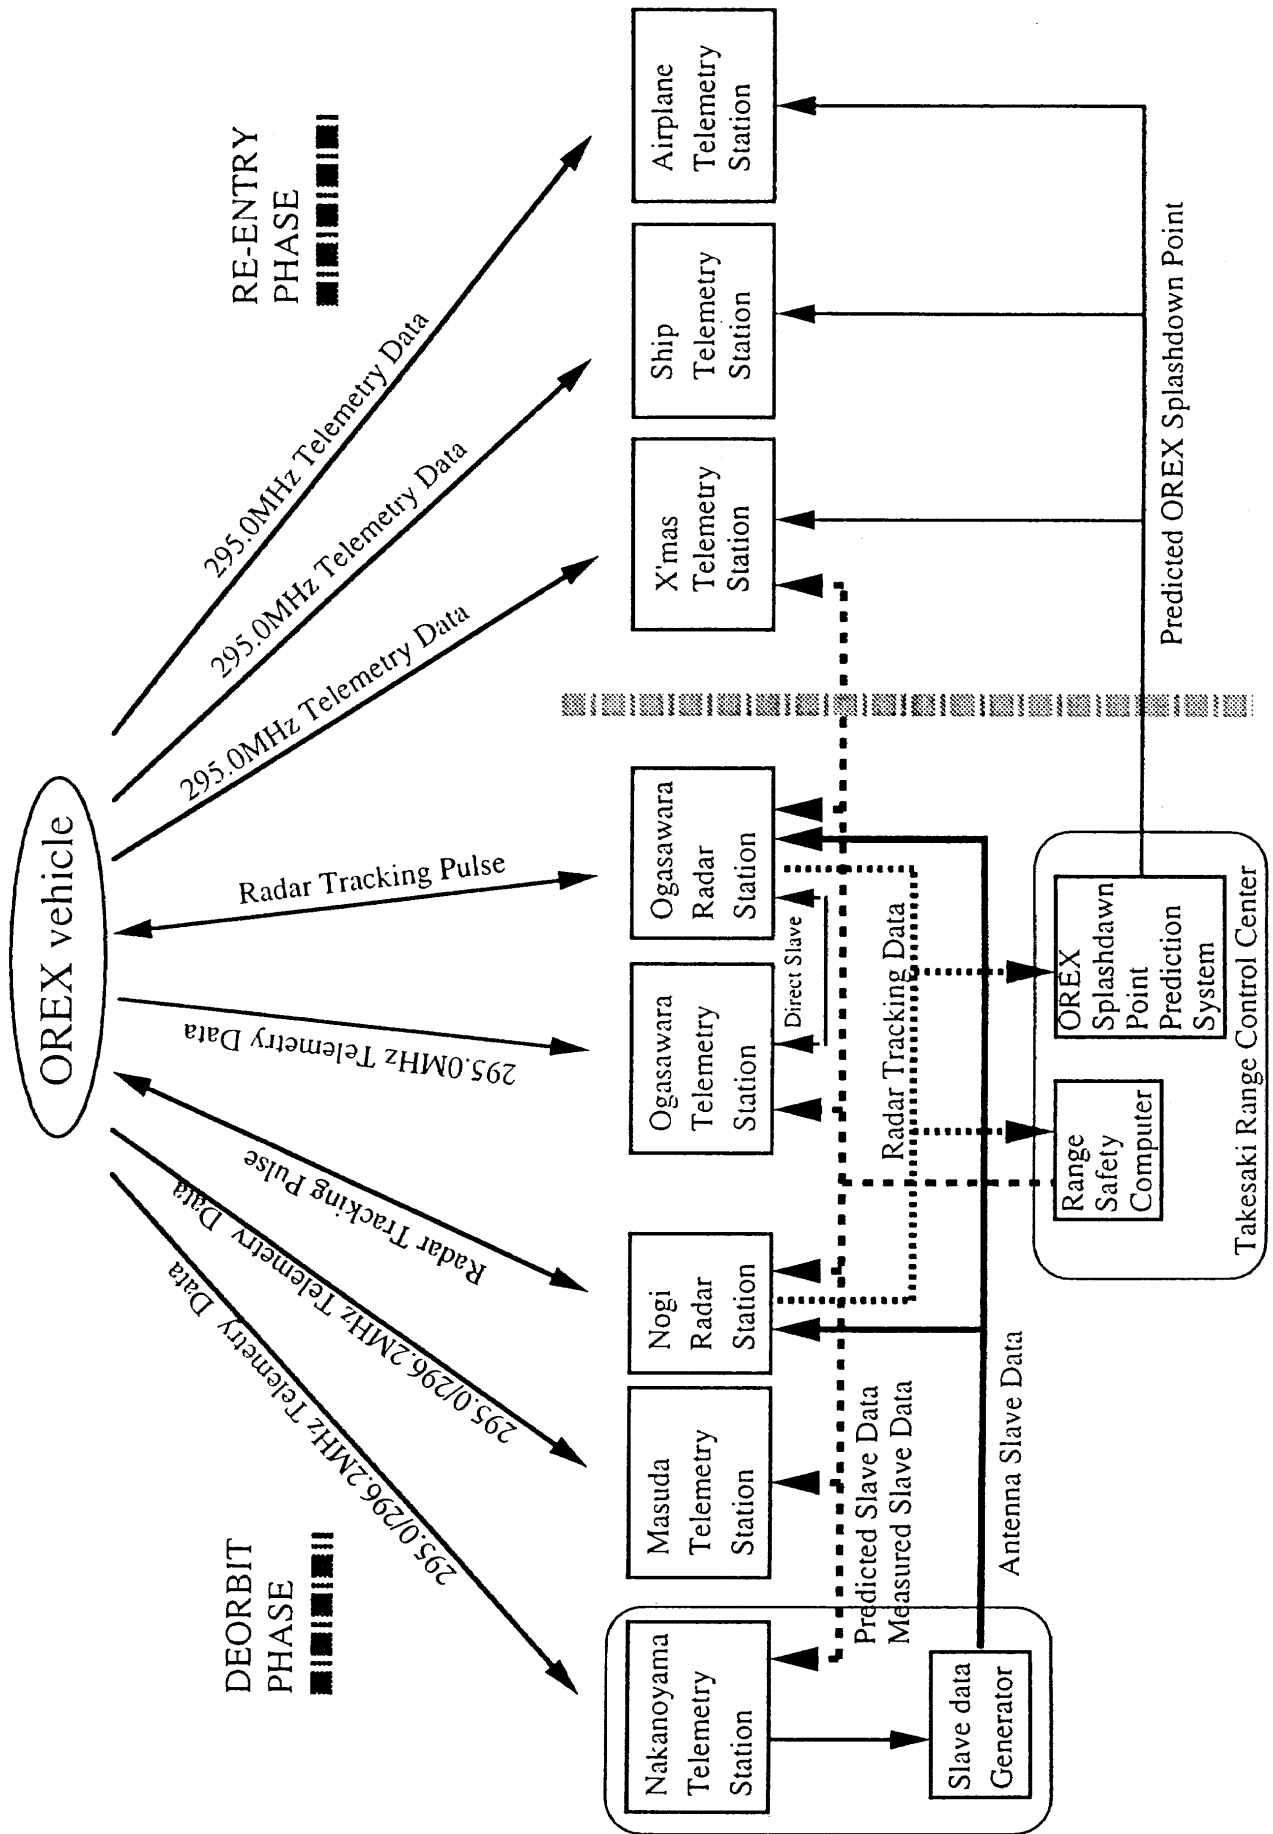 OREX vehicle
DEORBIT
PHASE
RE-ENTRY
PHASE
295.0/296.2MHz Telemetry Data
295.0/296.2MHz Telemetry Data
Radar Tracking Pulse
295.0MHz Telemetry Data
Radar Tracking Pulse
295.0MHz Telemetry Data
295.0MHz Telemetry Data
295.0MHz Telemetry Data
Nakanoyama
Telemetry
Station
Masuda
Telemetry
Station
Nogi
Radar
Station
Ogasawara
Telemetry
Station
Ogasawara
Radar
Station
X'mas
Telemetry
Station
Ship
Telemetry
Station
Airplane
Telemetry
Station
Direct Slave
Predicted Slave Data
Measured Slave Data
Radar Tracking Data
Slave data
Generator
Antenna Slave Data
Range
Safety
Computer
OREX
Splashdawn
Point
Prediction
System
Takesaki Range Control Center
Predicted OREX Splashdown Point